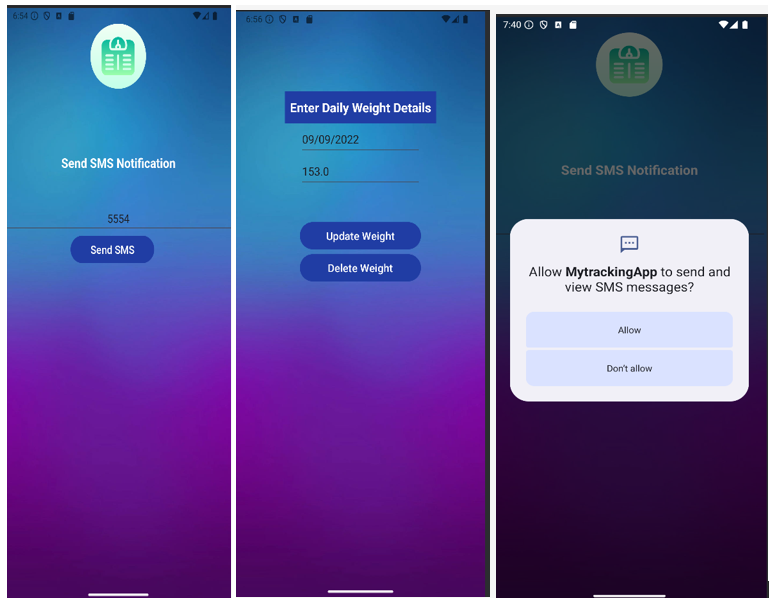 6:54
Send SMS Notification
5554
Send SMS
6:56
Enter Daily Weight Details
09/09/2022
153.0
Update Weight
Delete Weight
7:40
Send SMS Notification
Allow MytrackingApp to send and
view SMS messages?
Allow
Don't allow